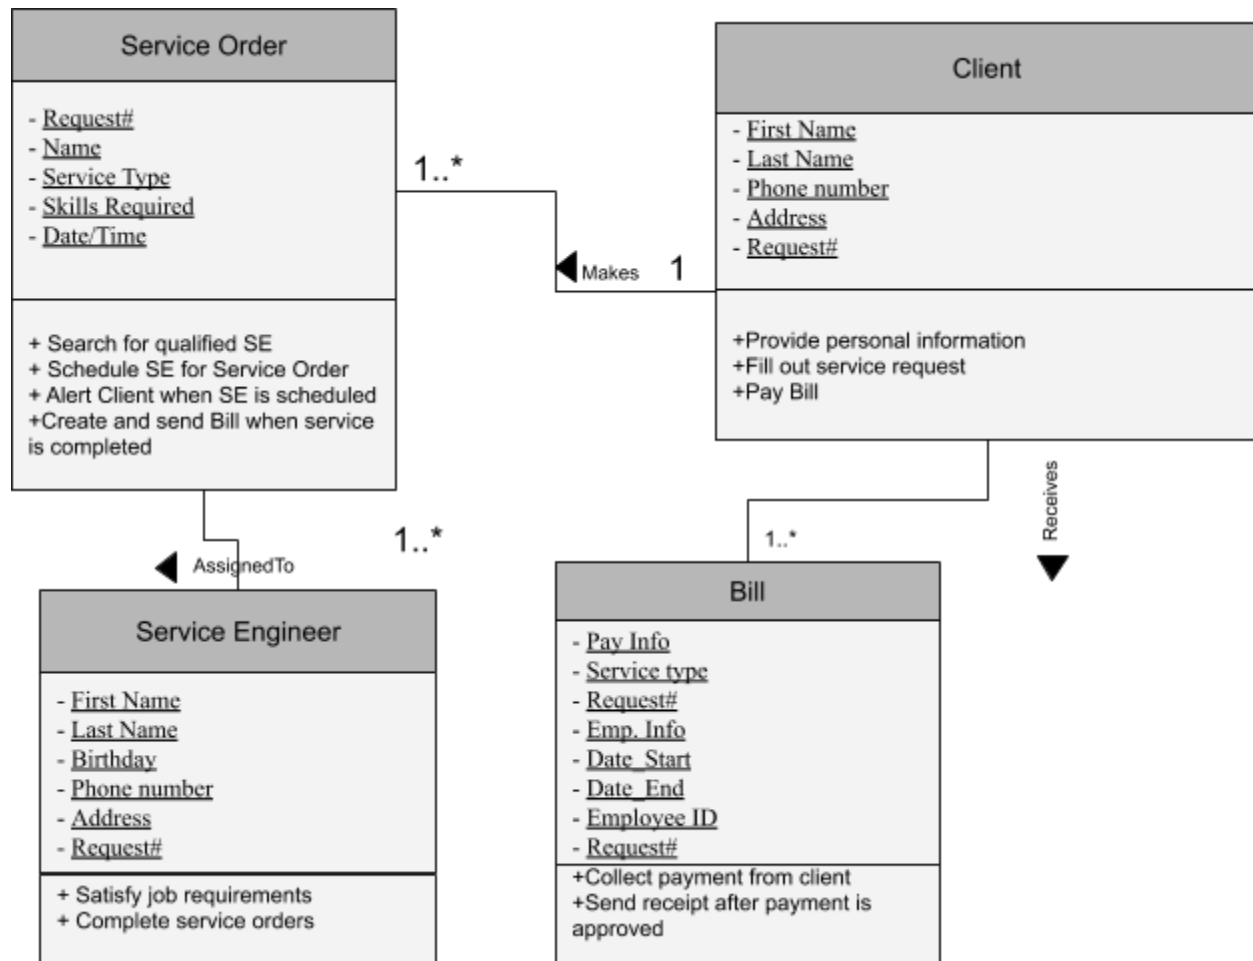 Service Order
- Request#
- Name
- Service Type
- Skills Required
- Date/Time
+ Search for qualified SE
+ Schedule SE for Service Order
+ Alert Client when SE is scheduled
+Create and send Bill when service
is completed
1..*
Makes
1
Client
- First Name
- Last Name
- Phone number
- Address
- Request#
+Provide personal information
+Fill out service request
+Pay Bill
AssignedTo
1..*
Service Engineer
- First Name
- Last Name
- Birthday
- Phone number
- Address
- Request#
+ Satisfy job requirements
+ Complete service orders
1..*
Receives
Bill
- Pay Info
- Service type
- Request#
- Emp. Info
- Date_Start
- Date_End
- Employee ID
- Request#
+Collect payment from client
+Send receipt after payment is
approved